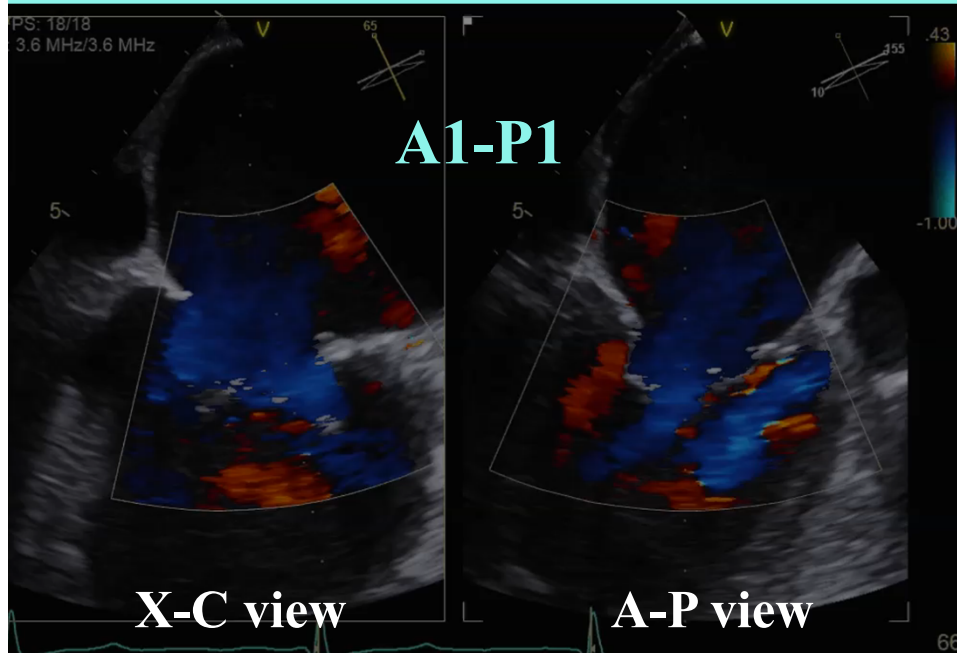 PS: 18/18
: 3.6 MHz/3.6 MHz
V
65
V
155
10
.43
A1-P1
5
5
-1.00
X-C view
A-P view
66